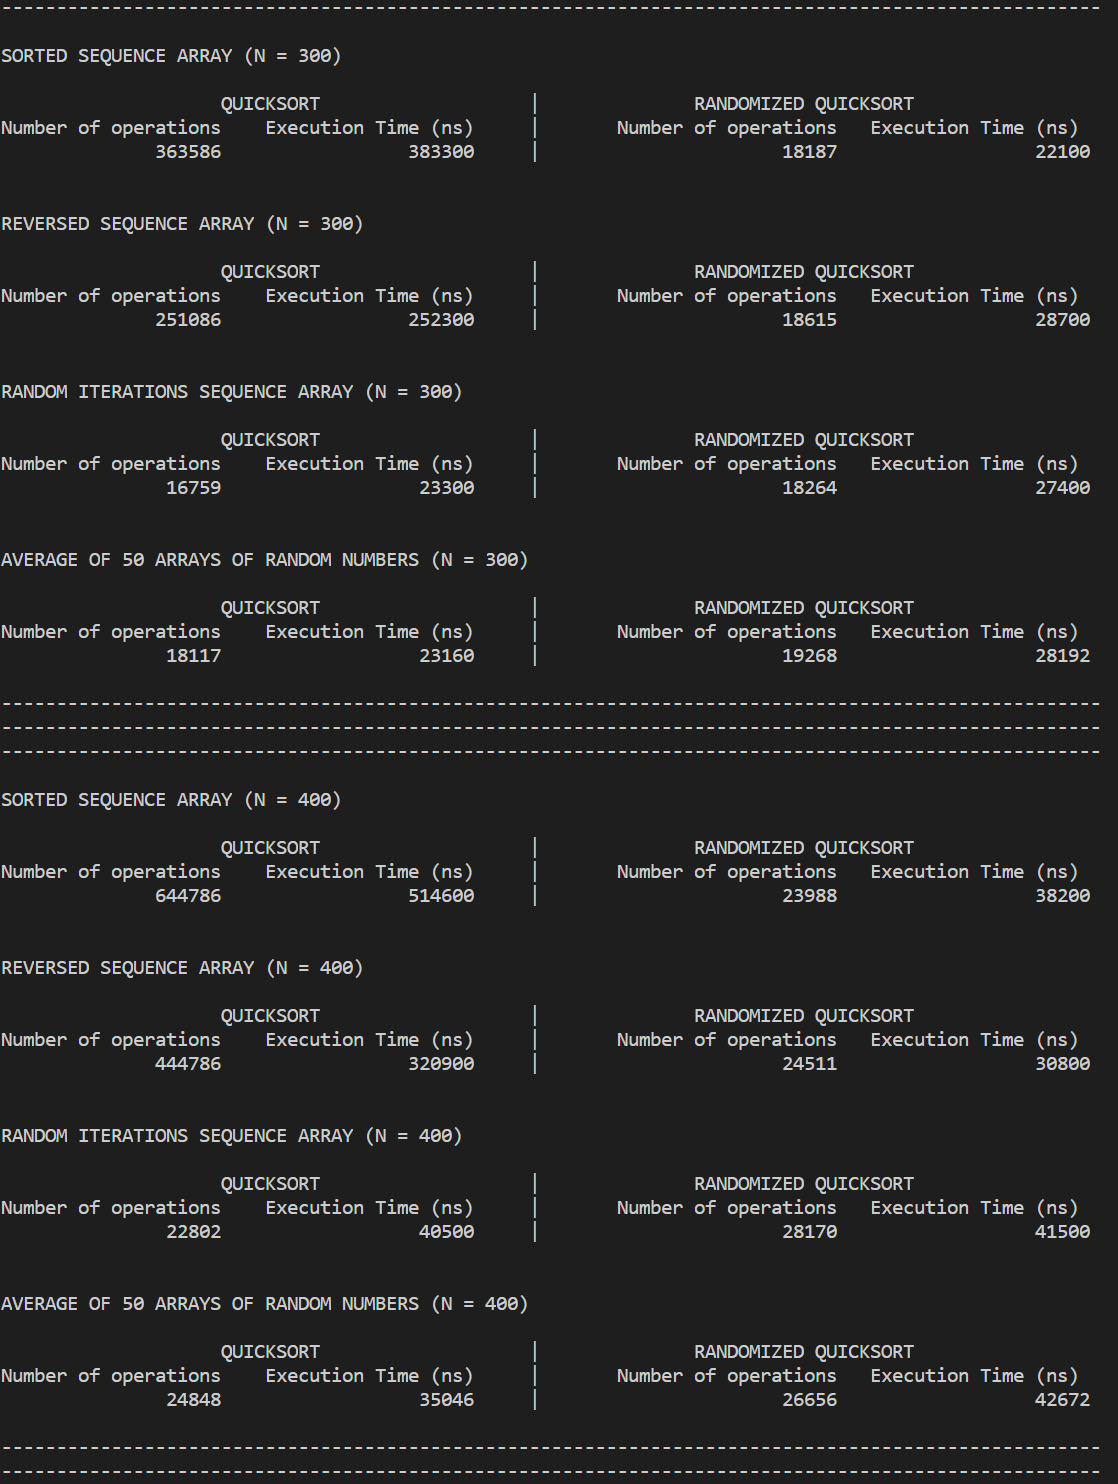 ----------------------------------------------------------------------------------------------------
SORTED SEQUENCE ARRAY (N = 300)
QUICKSORT | RANDOMIZED QUICKSORT
Number of operations Execution Time (ns) | Number of operations Execution Time (ns)
363586 383300 | 18187 22100
REVERSED SEQUENCE ARRAY (N = 300)
QUICKSORT | RANDOMIZED QUICKSORT
Number of operations Execution Time (ns) | Number of operations Execution Time (ns)
251086 252300 | 18615 28700
RANDOM ITERATIONS SEQUENCE ARRAY (N = 300)
QUICKSORT | RANDOMIZED QUICKSORT
Number of operations Execution Time (ns) | Number of operations Execution Time (ns)
16759 23300 | 18264 27400
AVERAGE OF 50 ARRAYS OF RANDOM NUMBERS (N = 300)
QUICKSORT | RANDOMIZED QUICKSORT
Number of operations Execution Time (ns) | Number of operations Execution Time (ns)
18117 23160 | 19268 28192
----------------------------------------------------------------------------------------------------
----------------------------------------------------------------------------------------------------
----------------------------------------------------------------------------------------------------
SORTED SEQUENCE ARRAY (N = 400)
QUICKSORT | RANDOMIZED QUICKSORT
Number of operations Execution Time (ns) | Number of operations Execution Time (ns)
644786 514600 | 23988 38200
REVERSED SEQUENCE ARRAY (N = 400)
QUICKSORT | RANDOMIZED QUICKSORT
Number of operations Execution Time (ns) | Number of operations Execution Time (ns)
444786 320900 | 24511 30800
RANDOM ITERATIONS SEQUENCE ARRAY (N = 400)
QUICKSORT | RANDOMIZED QUICKSORT
Number of operations Execution Time (ns) | Number of operations Execution Time (ns)
22802 40500 | 28170 41500
AVERAGE OF 50 ARRAYS OF RANDOM NUMBERS (N = 400)
QUICKSORT | RANDOMIZED QUICKSORT
Number of operations Execution Time (ns) | Number of operations Execution Time (ns)
24848 35046 | 26656 42672
----------------------------------------------------------------------------------------------------
----------------------------------------------------------------------------------------------------